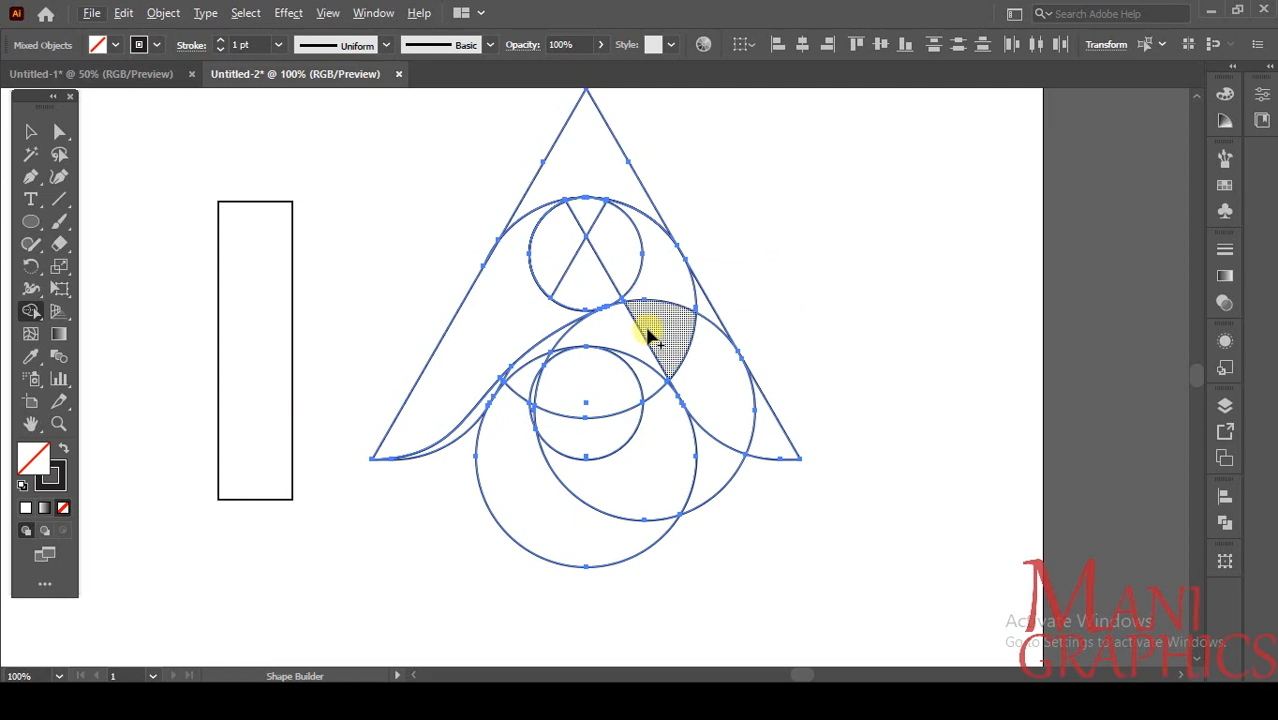 Ai File Edit Object Type Select Effect View Window Help Search Adobe Help
Mixed Objects Stroke: 1 pt Uniform Basic Opacity: 100% Style: Transform
Untitled-1* @ 50% (RGB/Preview) × Untitled-2* @ 100% (RGB/Preview) ×
T
MANI
GRAPHICS
Activate Windows
Go to Settings to activate Windows.
100% 1 Shape Builder